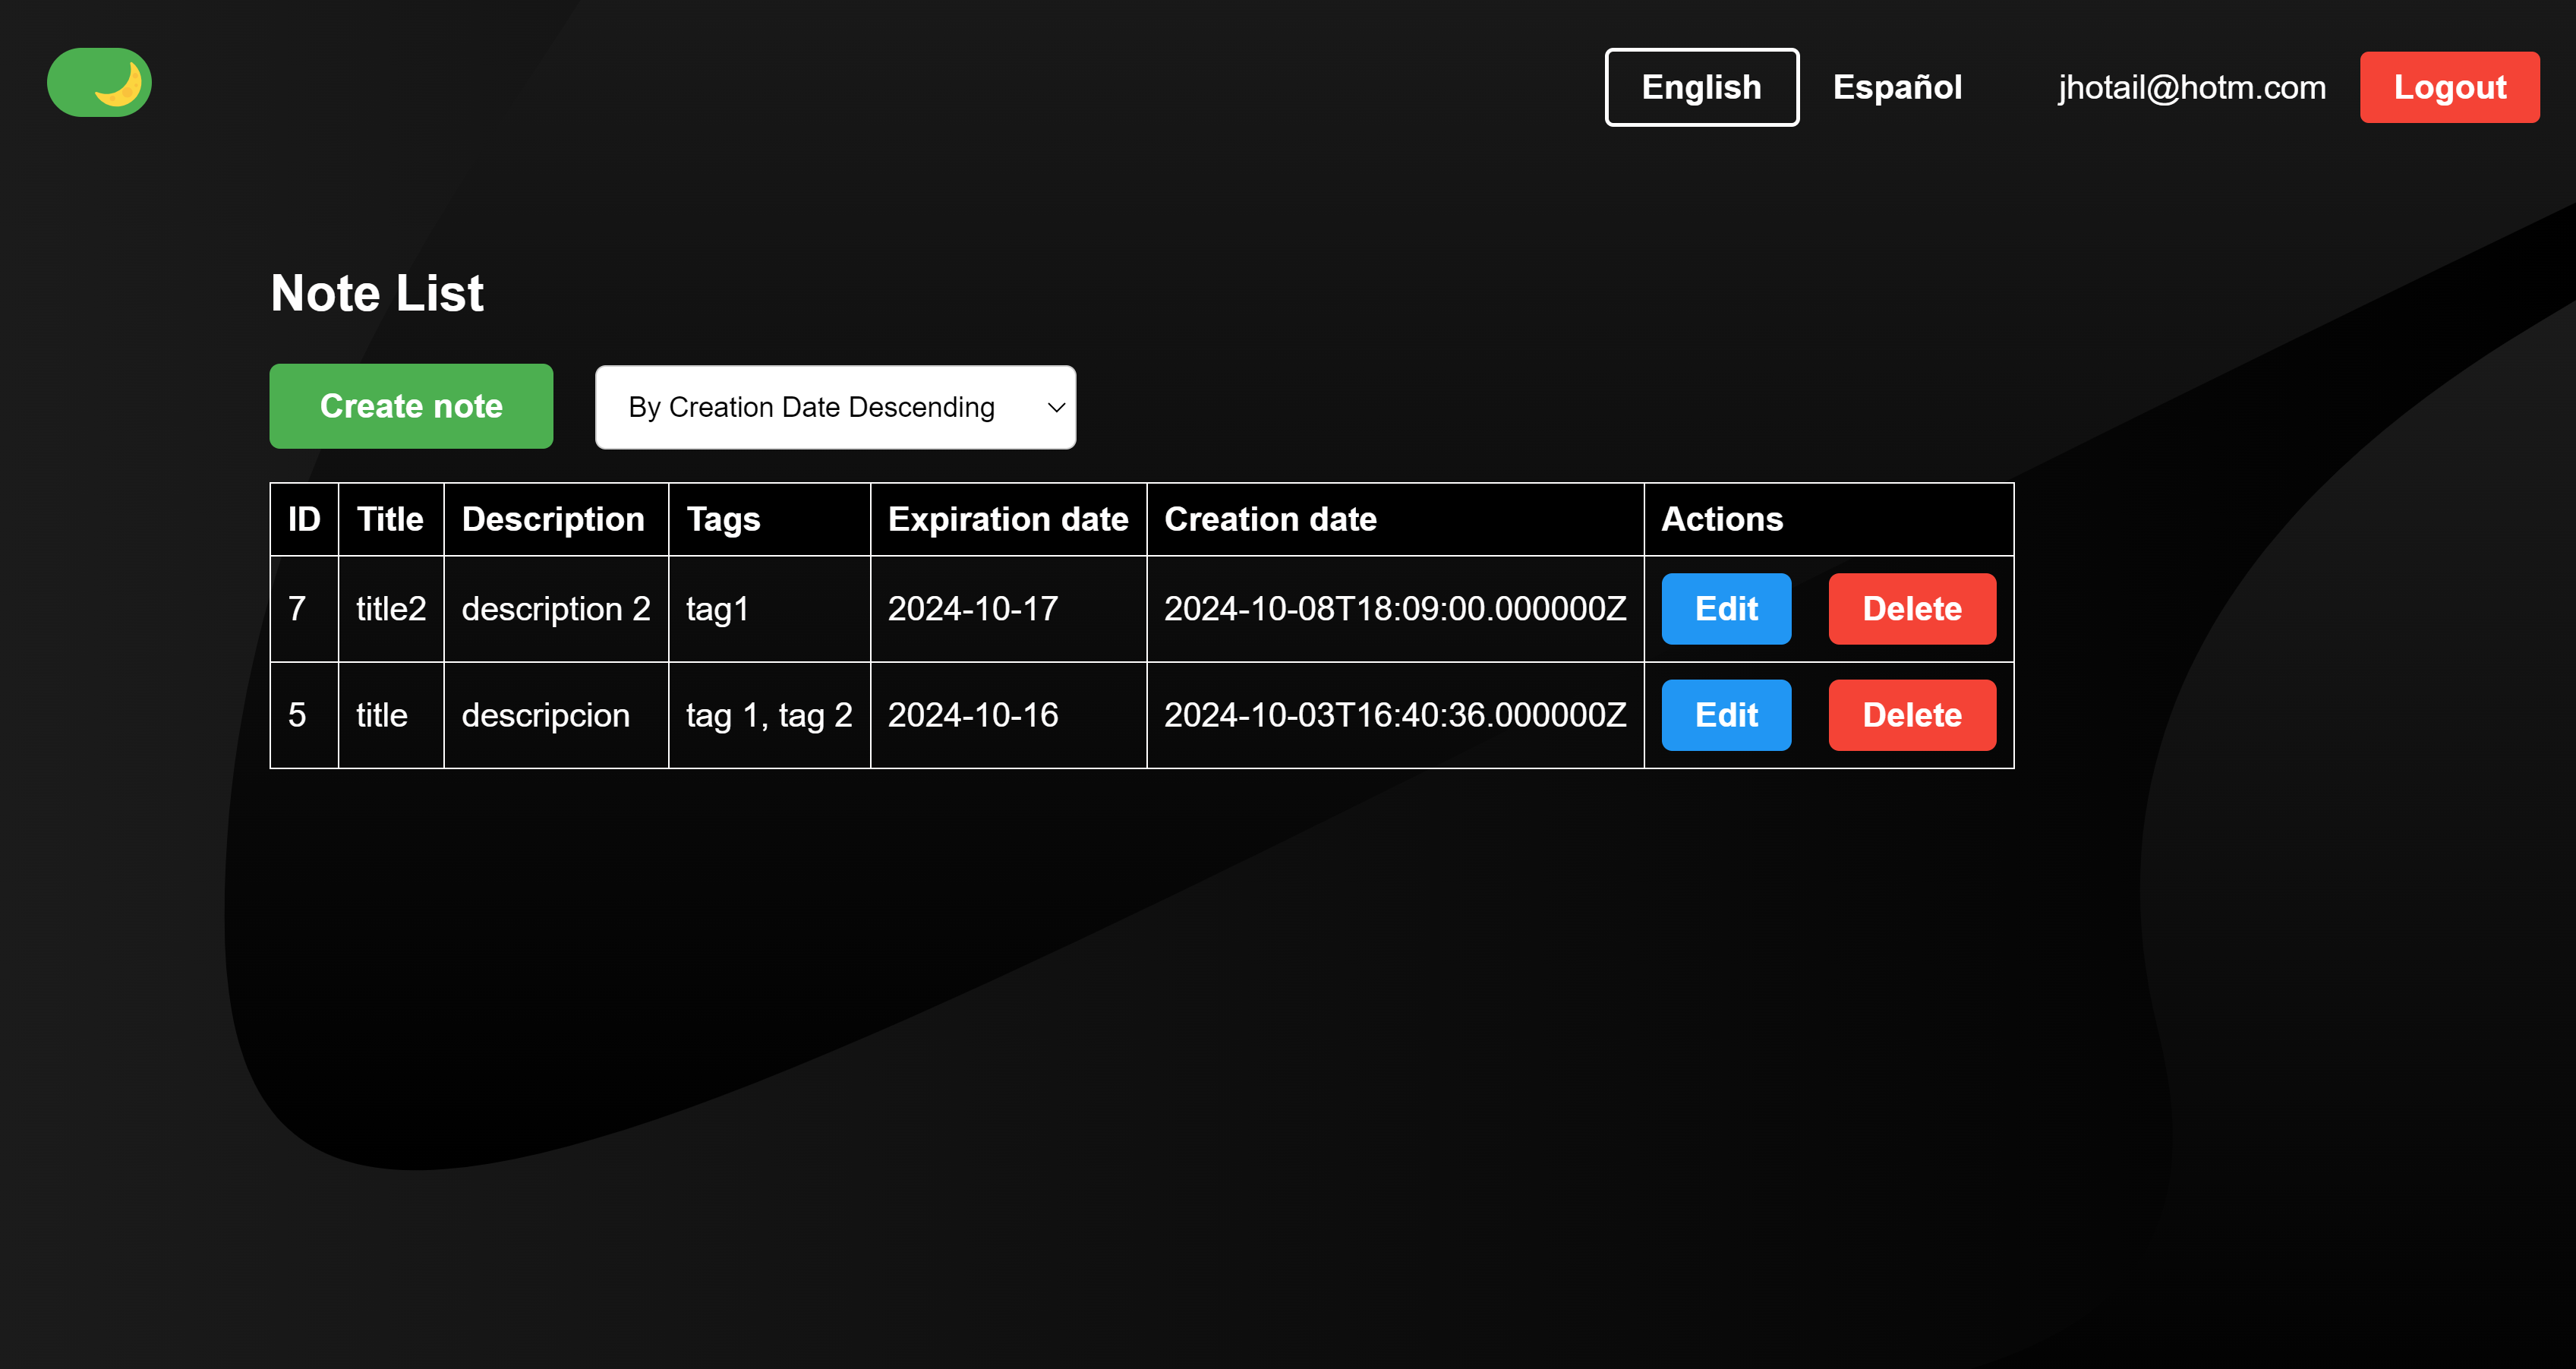 English Español jhotail@hotm.com Logout
Note List
Create note By Creation Date Descending
ID Title Description Tags Expiration date Creation date Actions
7 title2 description 2 tag1 2024-10-17 2024-10-08T18:09:00.000000Z Edit Delete
5 title descripcion tag 1, tag 2 2024-10-16 2024-10-03T16:40:36.000000Z Edit Delete